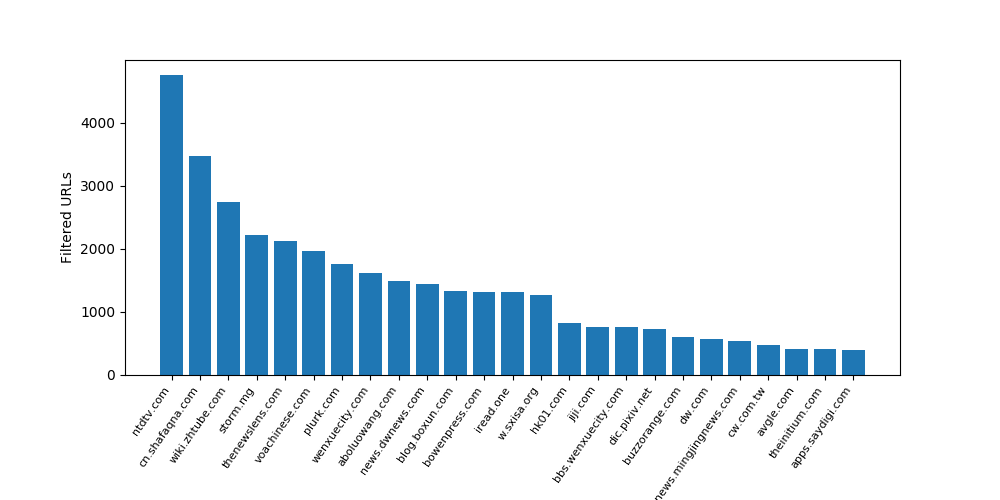 Filtered URLs
4000
3000
2000
1000
0
ntdtv.com
cn.shafaqna.com
wiki.zhtube.com
storm.mg
thenewslens.com
voachinese.com
plurk.com
wenxuecity.com
aboluowang.com
news.dwnews.com
blog.boxun.com
bowenpress.com
iread.one
w.sxisa.org
hk01.com
jiji.com
bbs.wenxuecity.com
dic.pixiv.net
buzzorange.com
dw.com
news.mingjingnews.com
cw.com.tw
avgle.com
theinitium.com
apps.saydigi.com